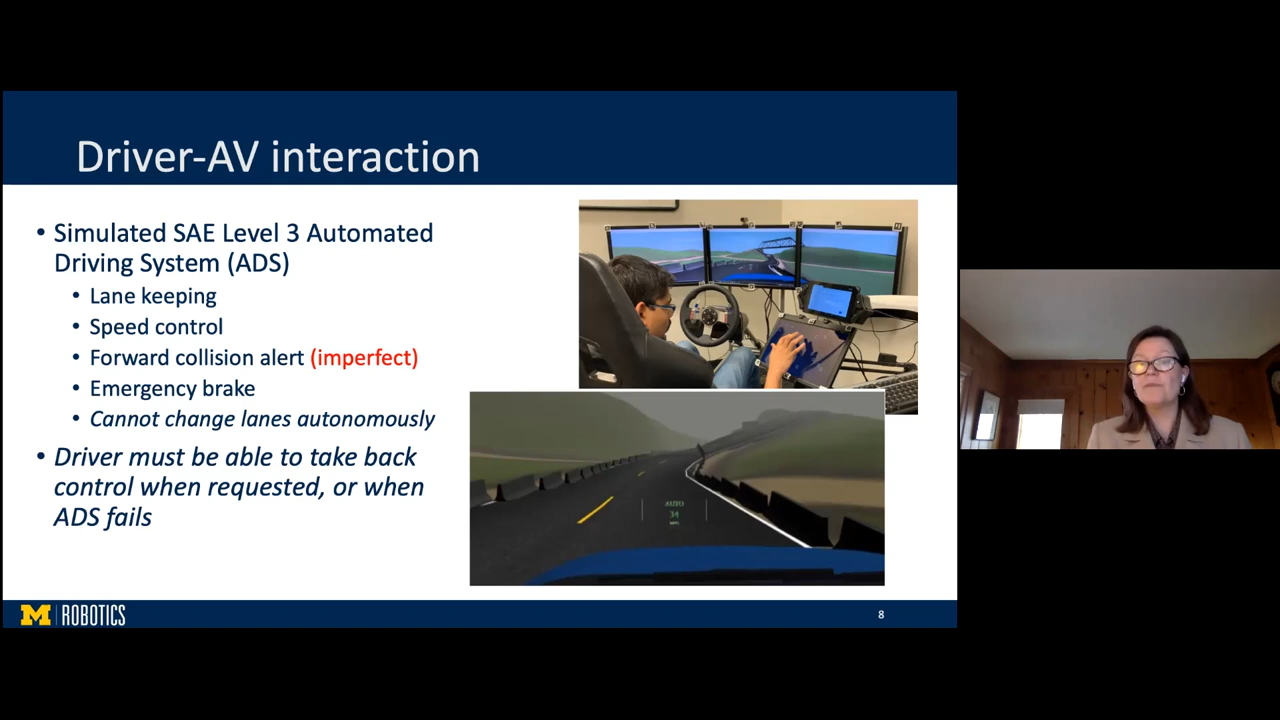 Driver-AV interaction
• Simulated SAE Level 3 Automated
Driving System (ADS)
• Lane keeping
• Speed control
• Forward collision alert (imperfect)
• Emergency brake
• Cannot change lanes autonomously
• Driver must be able to take back
control when requested, or when
ADS fails
AUTO
34
M | ROBOTICS
8